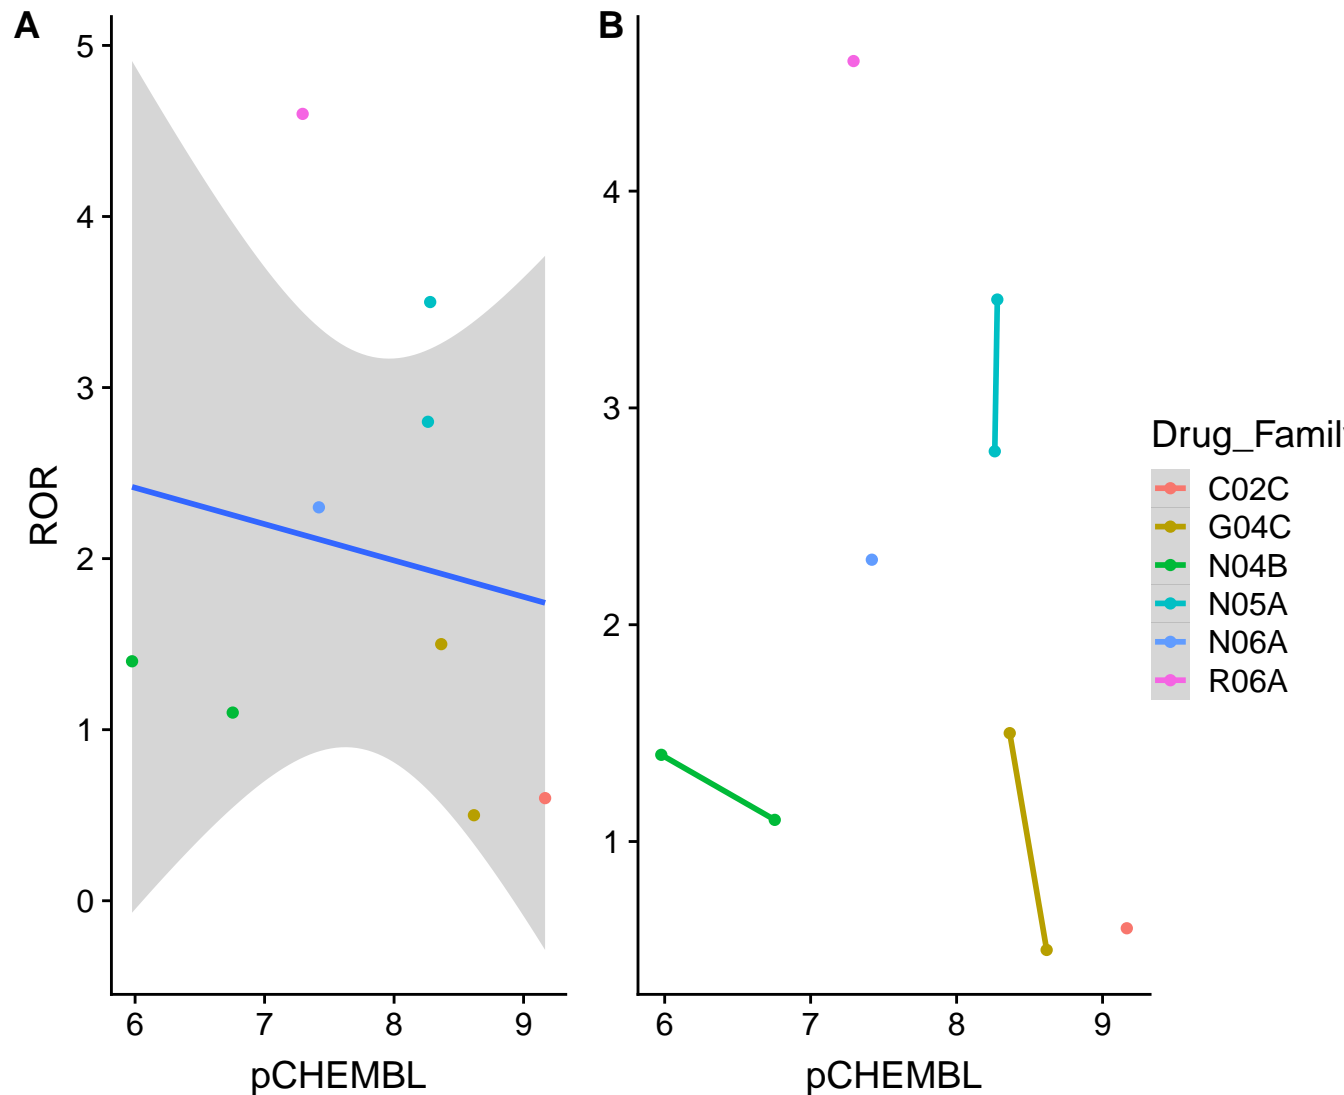 A
B
5
4
3
2
1
0
ROR
6 7 8 9
pCHEMBL
4
3
2
1
6 7 8 9
pCHEMBL
Drug_Famil
C02C
G04C
N04B
N05A
N06A
R06A